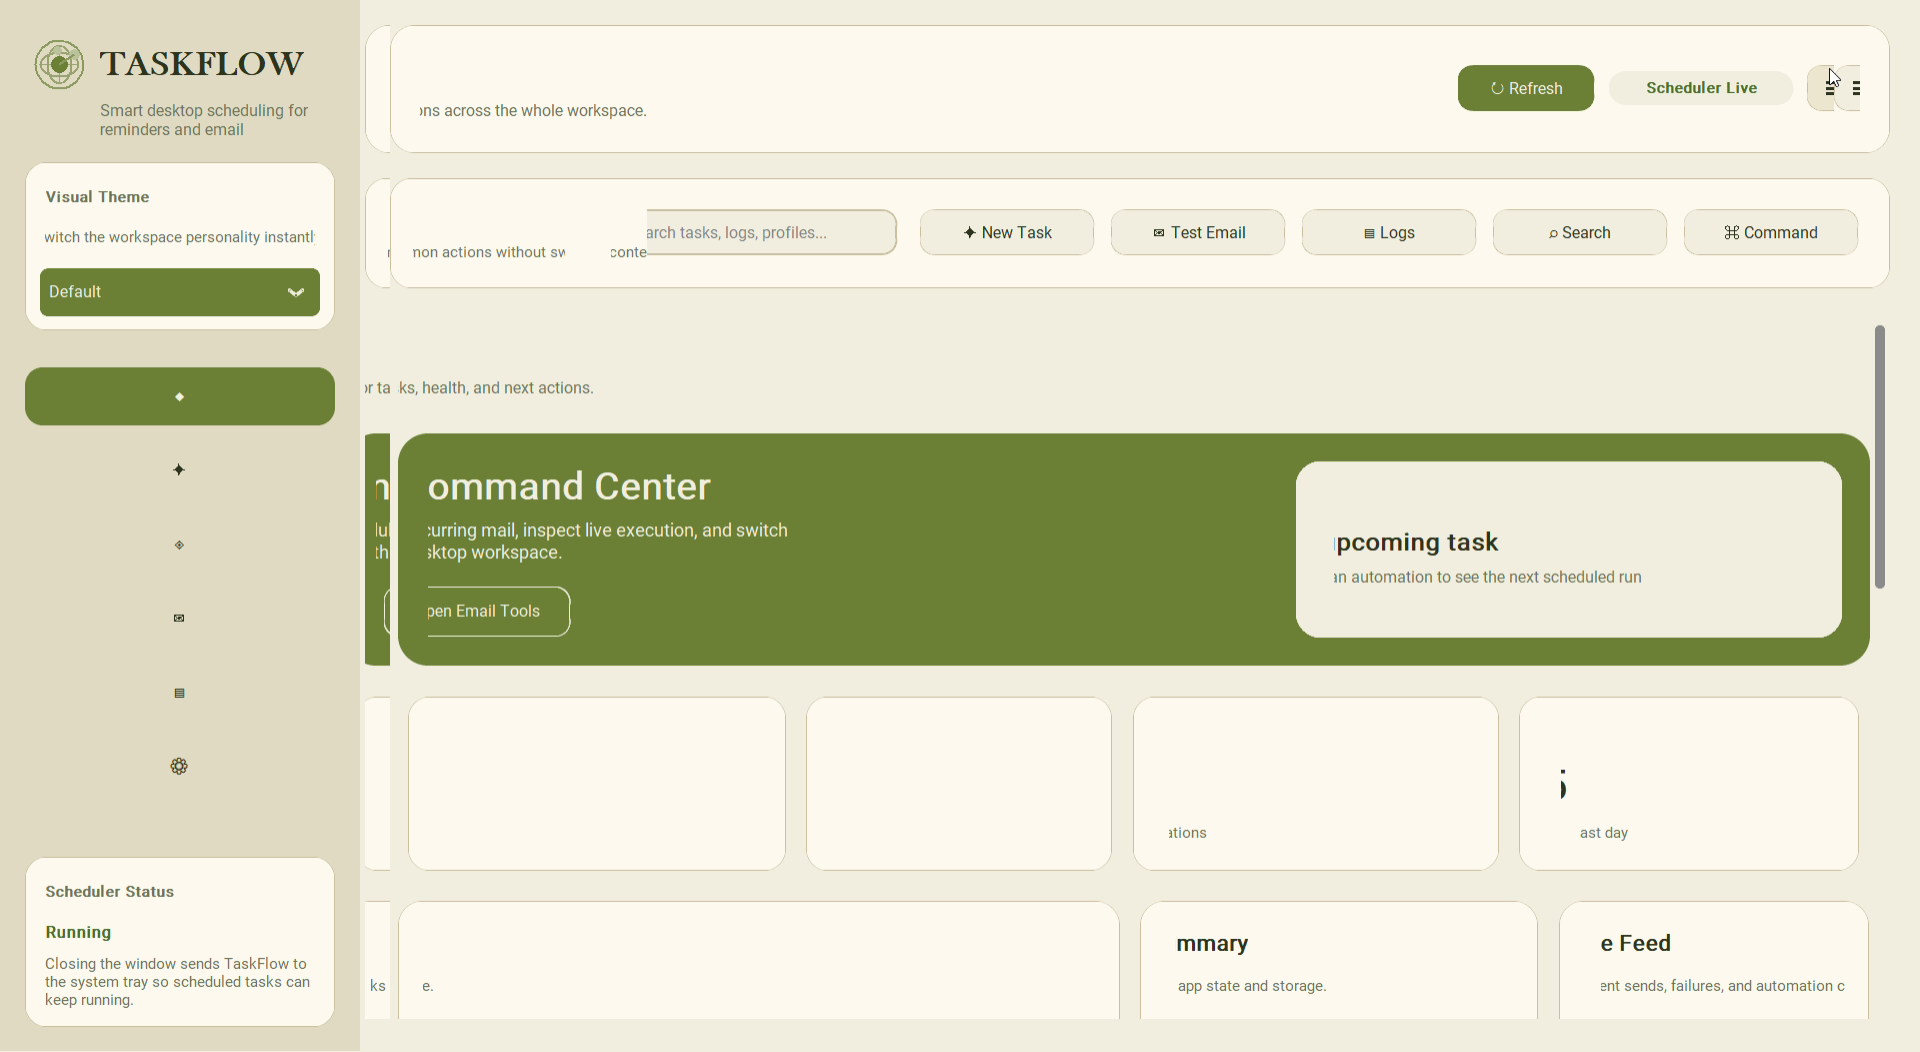 TASKFLOW
Smart desktop scheduling for
reminders and email
Visual Theme
witch the workspace personality instantl
Default
Scheduler Status
Running
Closing the window sends TaskFlow to
the system tray so scheduled tasks can
keep running.
ons across the whole workspace.
Refresh
Scheduler Live
mon actions without sw conte
arch tasks, logs, profiles...
New Task
Test Email
Logs
Search
Command
or ta ks, health, and next actions.
ommand Center
curring mail, inspect live execution, and switch
th sktop workspace.
pen Email Tools
upcoming task
an automation to see the next scheduled run
ations
5
ast day
ks e.
mmary
app state and storage.
e Feed
ent sends, failures, and automation c